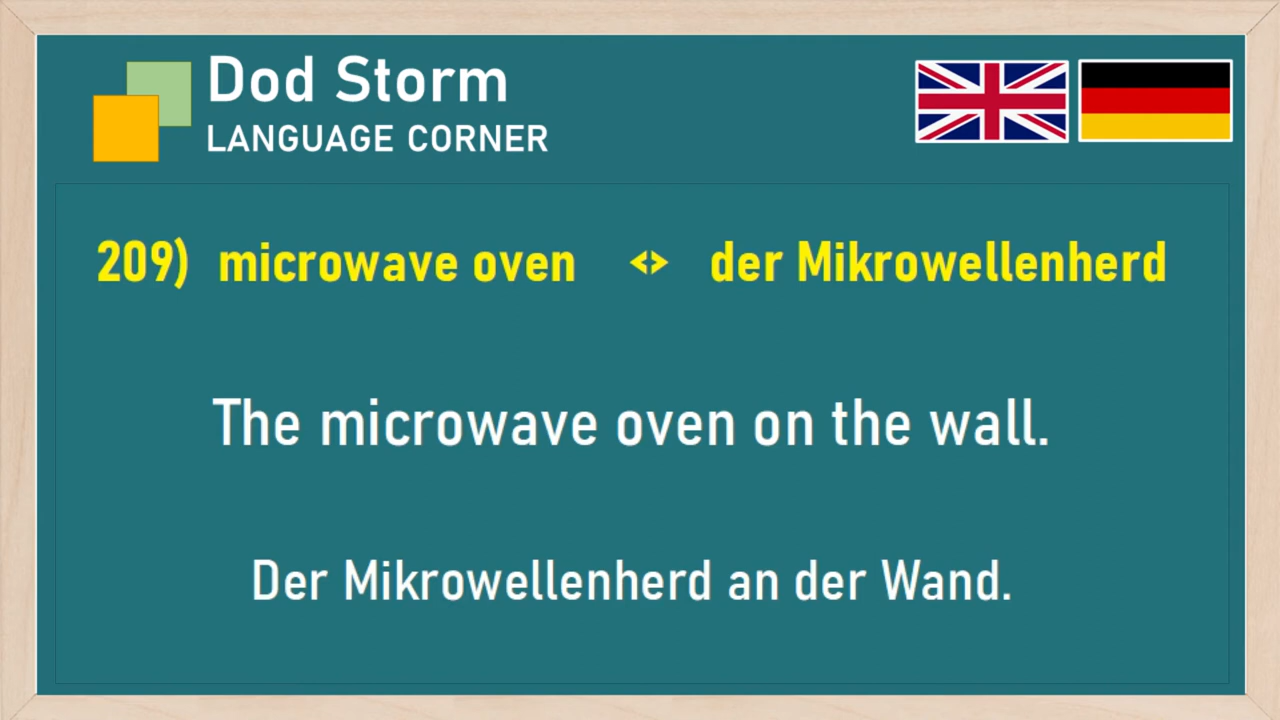 Dod Storm
LANGUAGE CORNER
209) microwave oven <> der Mikrowellenherd
The microwave oven on the wall.
Der Mikrowellenherd an der Wand.